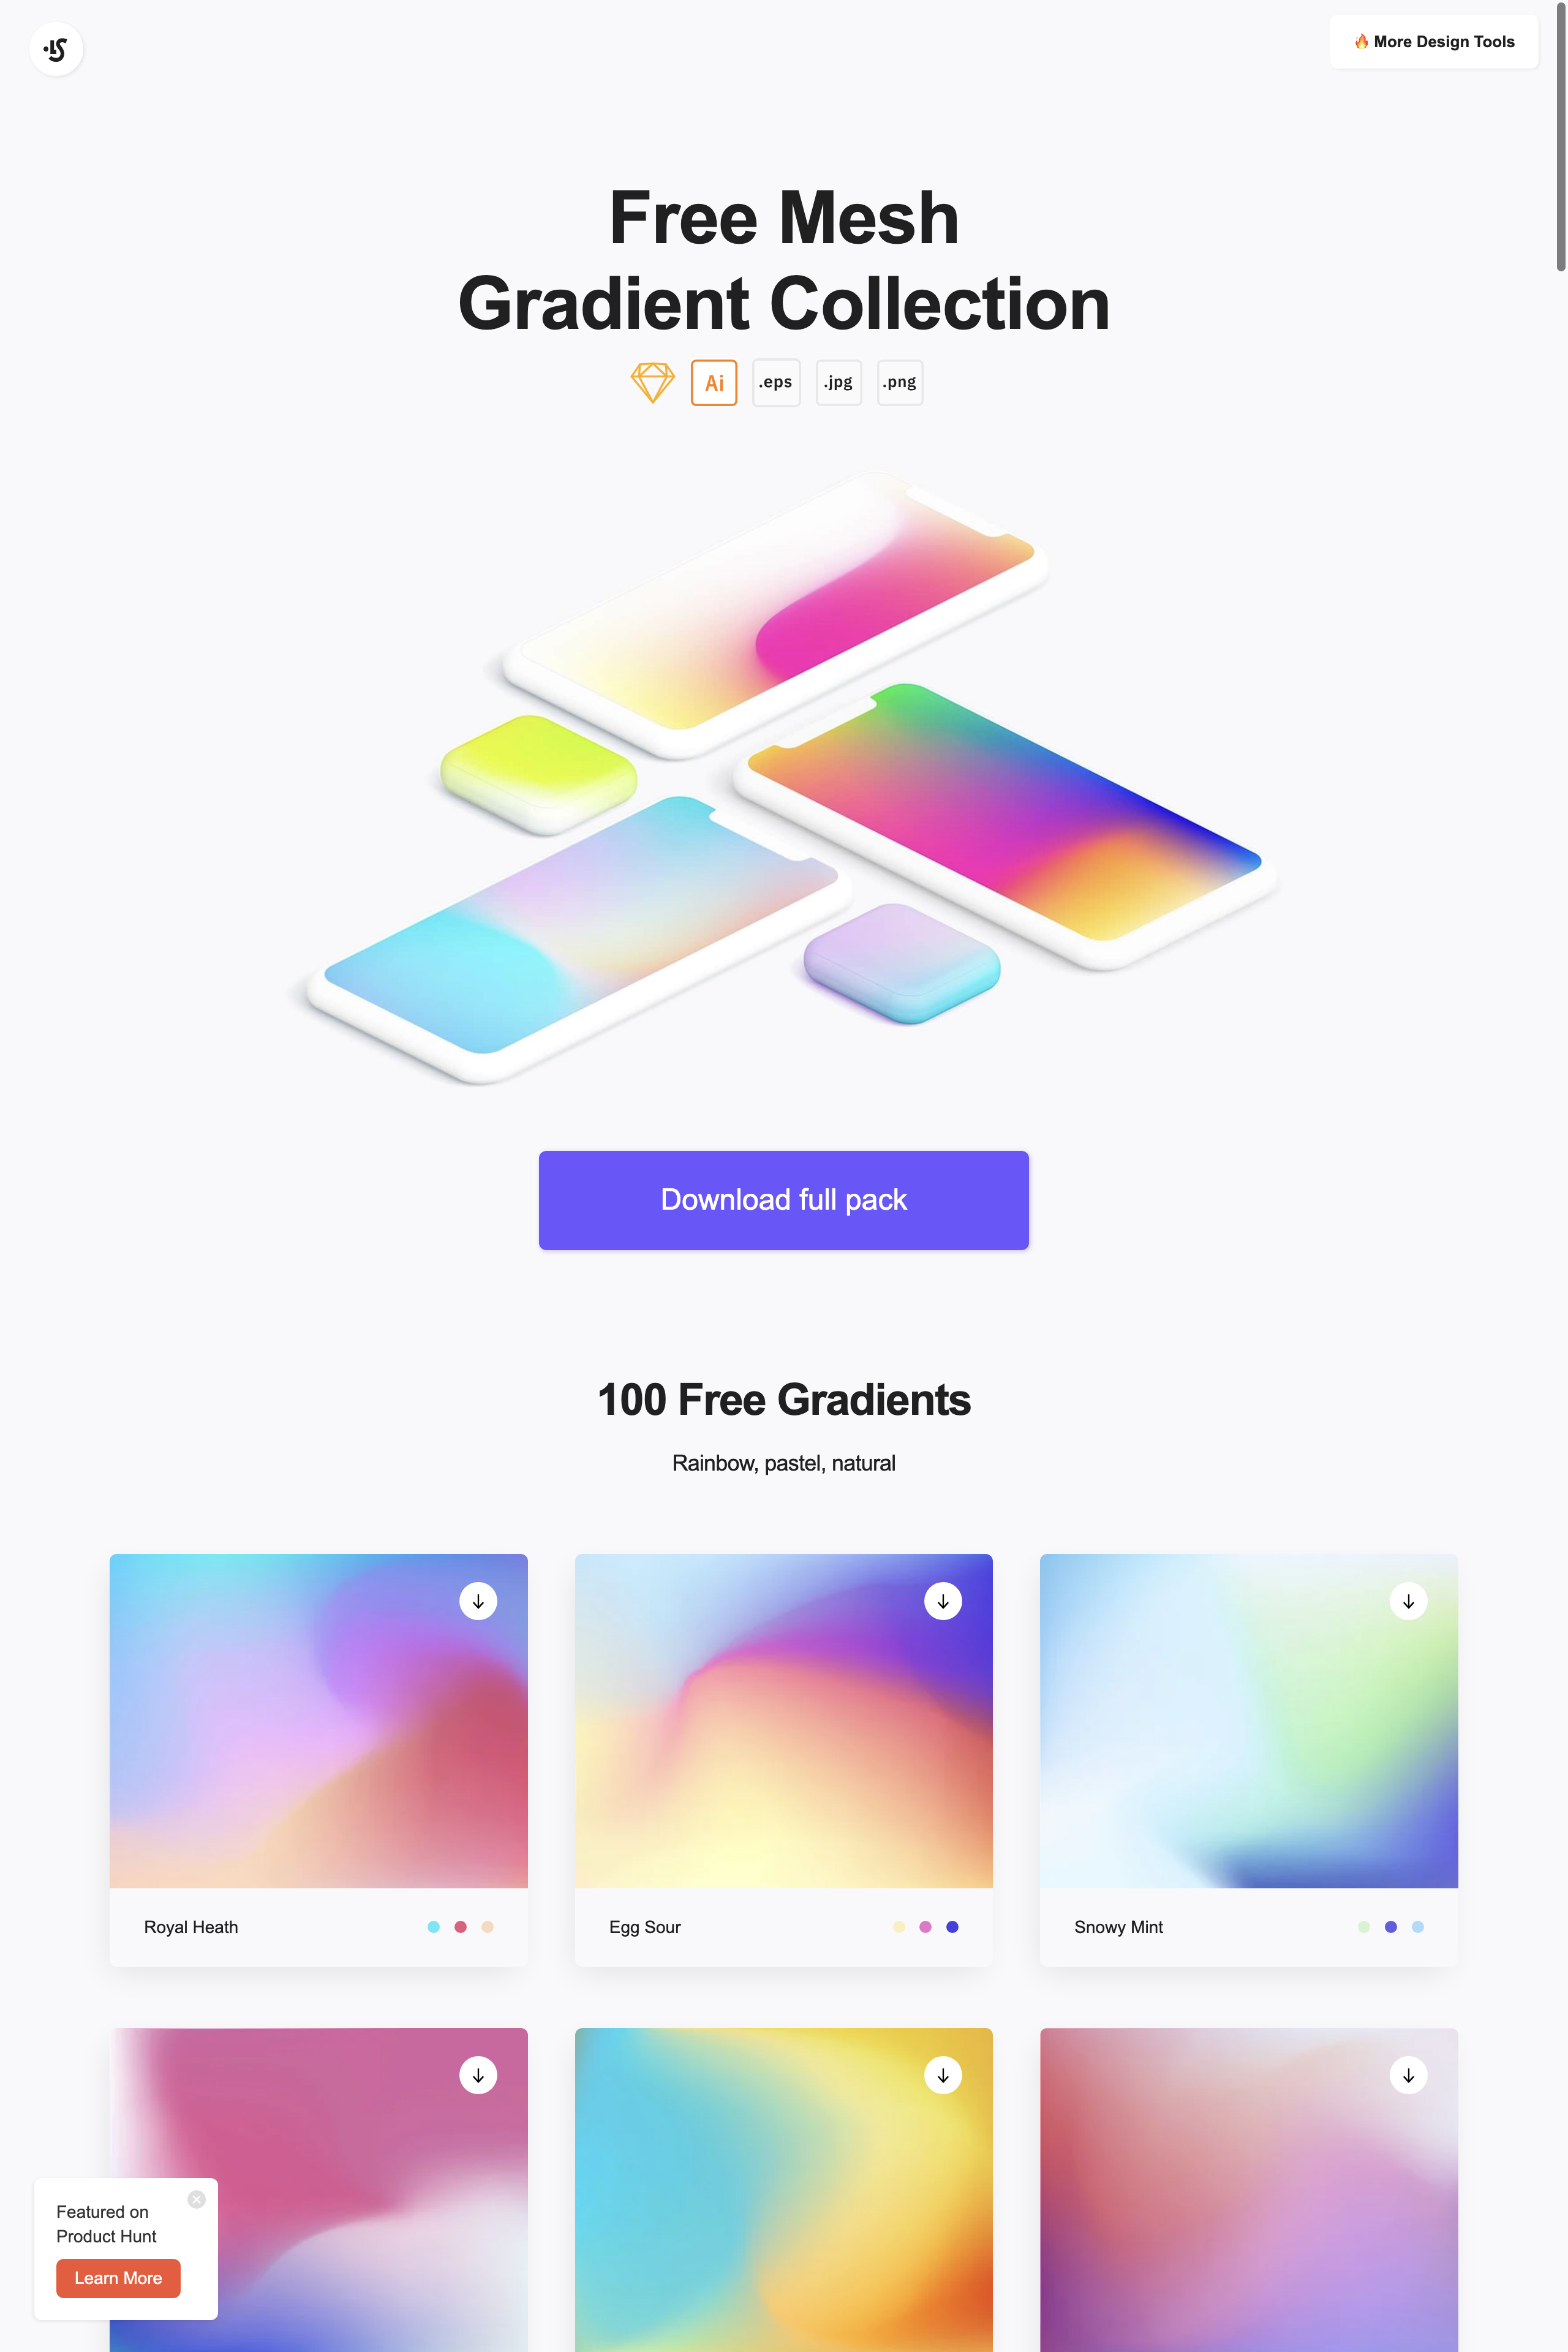 🔥 More Design Tools
Free Mesh
Gradient Collection
Ai .eps .jpg .png
Download full pack
100 Free Gradients
Rainbow, pastel, natural
Royal Heath
Egg Sour
Snowy Mint
Featured on
Product Hunt
Learn More